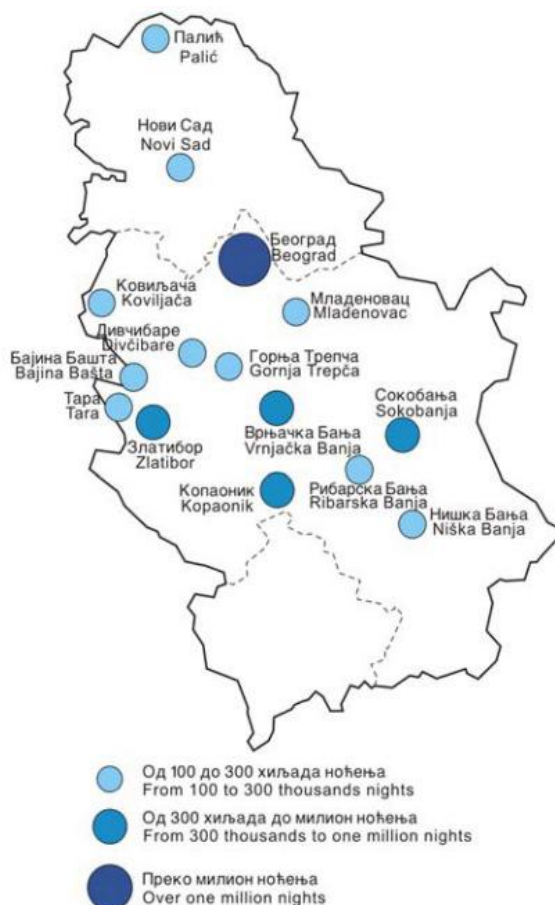 Палић
Palić
Нови Сад
Novi Sad
Београд
Beograd
Ковиљача
Koviljača
Младеновац
Mladenovac
Дивчибаре
Divčibare
Горња Трепча
Gornja Trepča
Бајина Башта
Bajina Bašta
Тара
Tara
Златибор
Zlatibor
Врњачка Бања
Vrnjačka Banja
Сокобања
Sokobanja
Копаоник
Kopaonik
Рибарска Бања
Ribarska Banja
Нишка Бања
Niška Banja
Од 100 до 300 хиљада ноћења
From 100 to 300 thousands nights
Од 300 хиљада до милион ноћења
From 300 thousands to one million nights
Преко милион ноћења
Over one million nights